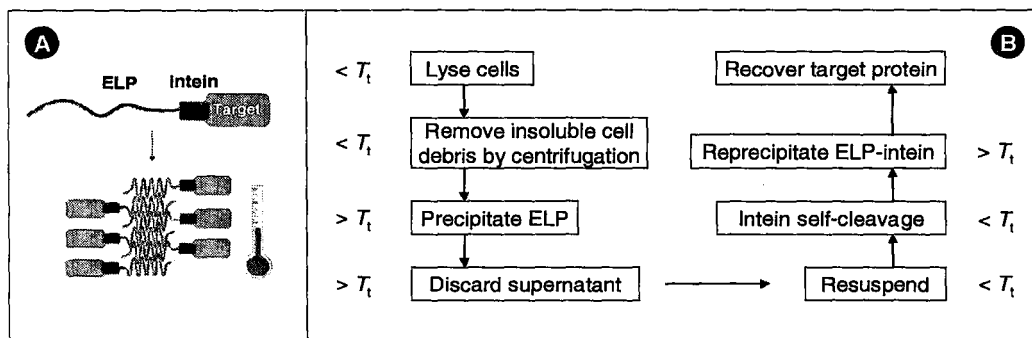 A
ELP
Intein
Target
B
< Tt
Lyse cells
< Tt
Remove insoluble cell
debris by centrifugation
> Tt
Precipitate ELP
> Tt
Discard supernatant
Recover target protein
Reprecipitate ELP-intein
> Tt
Intein self-cleavage
< Tt
Resuspend
< Tt